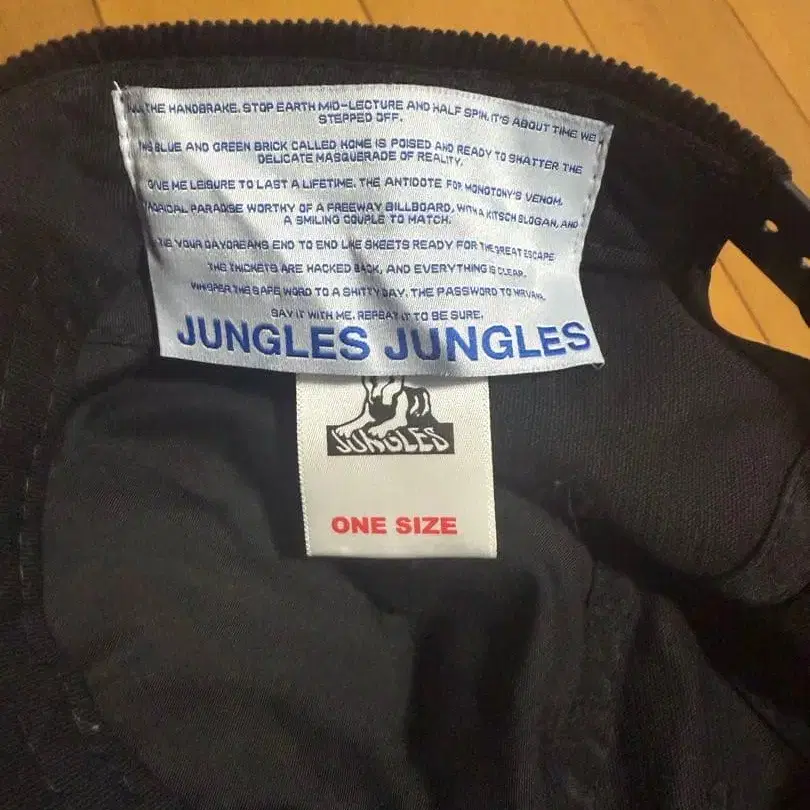 THE HANDBRAKE. STOP EARTH MID-LECTURE AND HALF SPIN. IT'S ABOUT TIME WE
STEPPED OFF.
BLUE AND GREEN BRICK CALLED HOME IS POISED AND READY TO SHATTER THE
DELICATE MASQUERADE OF REALITY.
GIVE ME LEISURE TO LAST A LIFETIME. THE ANTIDOTE FOR MONOTONY'S VENOM.
PARADISE WORTHY OF A FREEWAY BILLBOARD, WITH A KITSCH SLOGAN, AND
A SMILING COUPLE TO MATCH.
TIE YOUR DAYDREAMS END TO END LIKE SHEETS READY FOR THE GREAT ESCAPE
THE THICKETS ARE HACKED BACK, AND EVERYTHING IS CLEAR.
WHISPER THE SAFE WORD TO A SHITTY DAY. THE PASSWORD TO NIRVANA.
SAY IT WITH ME. REPEAT IT TO BE SURE.
JUNGLES JUNGLES
JUNGLES
ONE SIZE